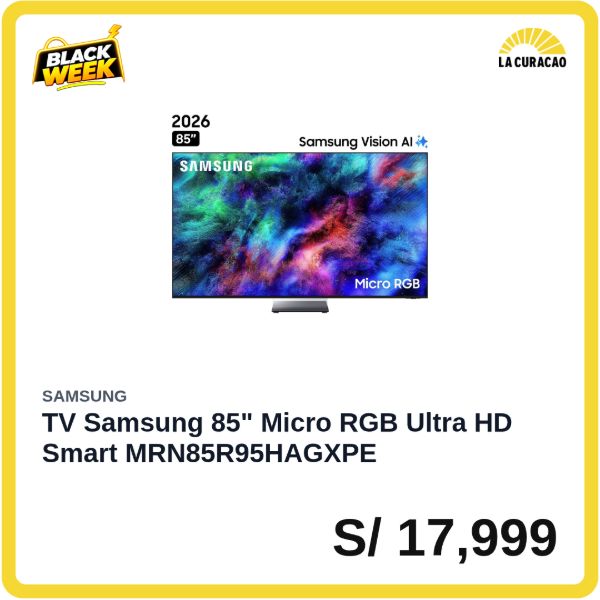 BLACK
WEEK
LA CURACAO
2026
85"
Samsung Vision AI
SAMSUNG
Micro RGB
SAMSUNG
TV Samsung 85" Micro RGB Ultra HD
Smart MRN85R95HAGXPE
S/ 17,999